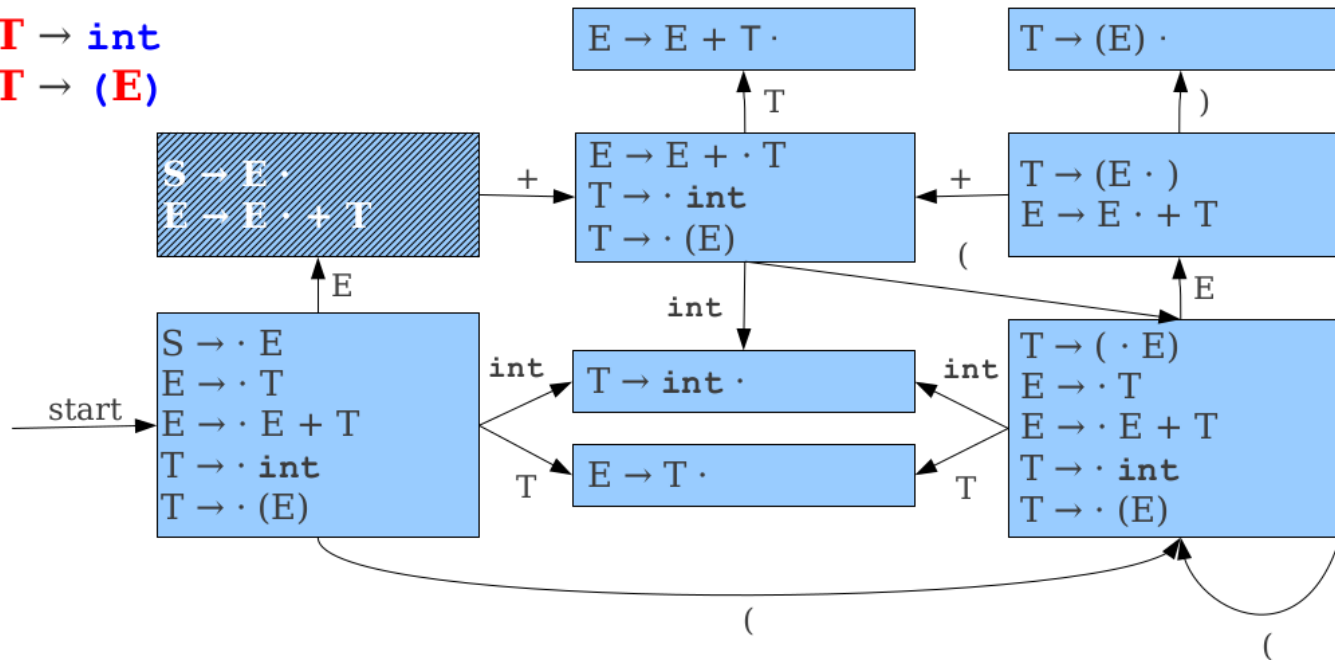 T → int
T → (E)
E → E + T ·
T → (E) ·
T
)
S → E ·
E → E · + T
+
E → E + · T
T → · int
T → · (E)
+
T → (E · )
E → E · + T
E
int
(
E
start
S → · E
E → · T
E → · E + T
T → · int
T → · (E)
int
T
T → int ·
E → T ·
int
T
T → ( · E)
E → · T
E → · E + T
T → · int
T → · (E)
(
(